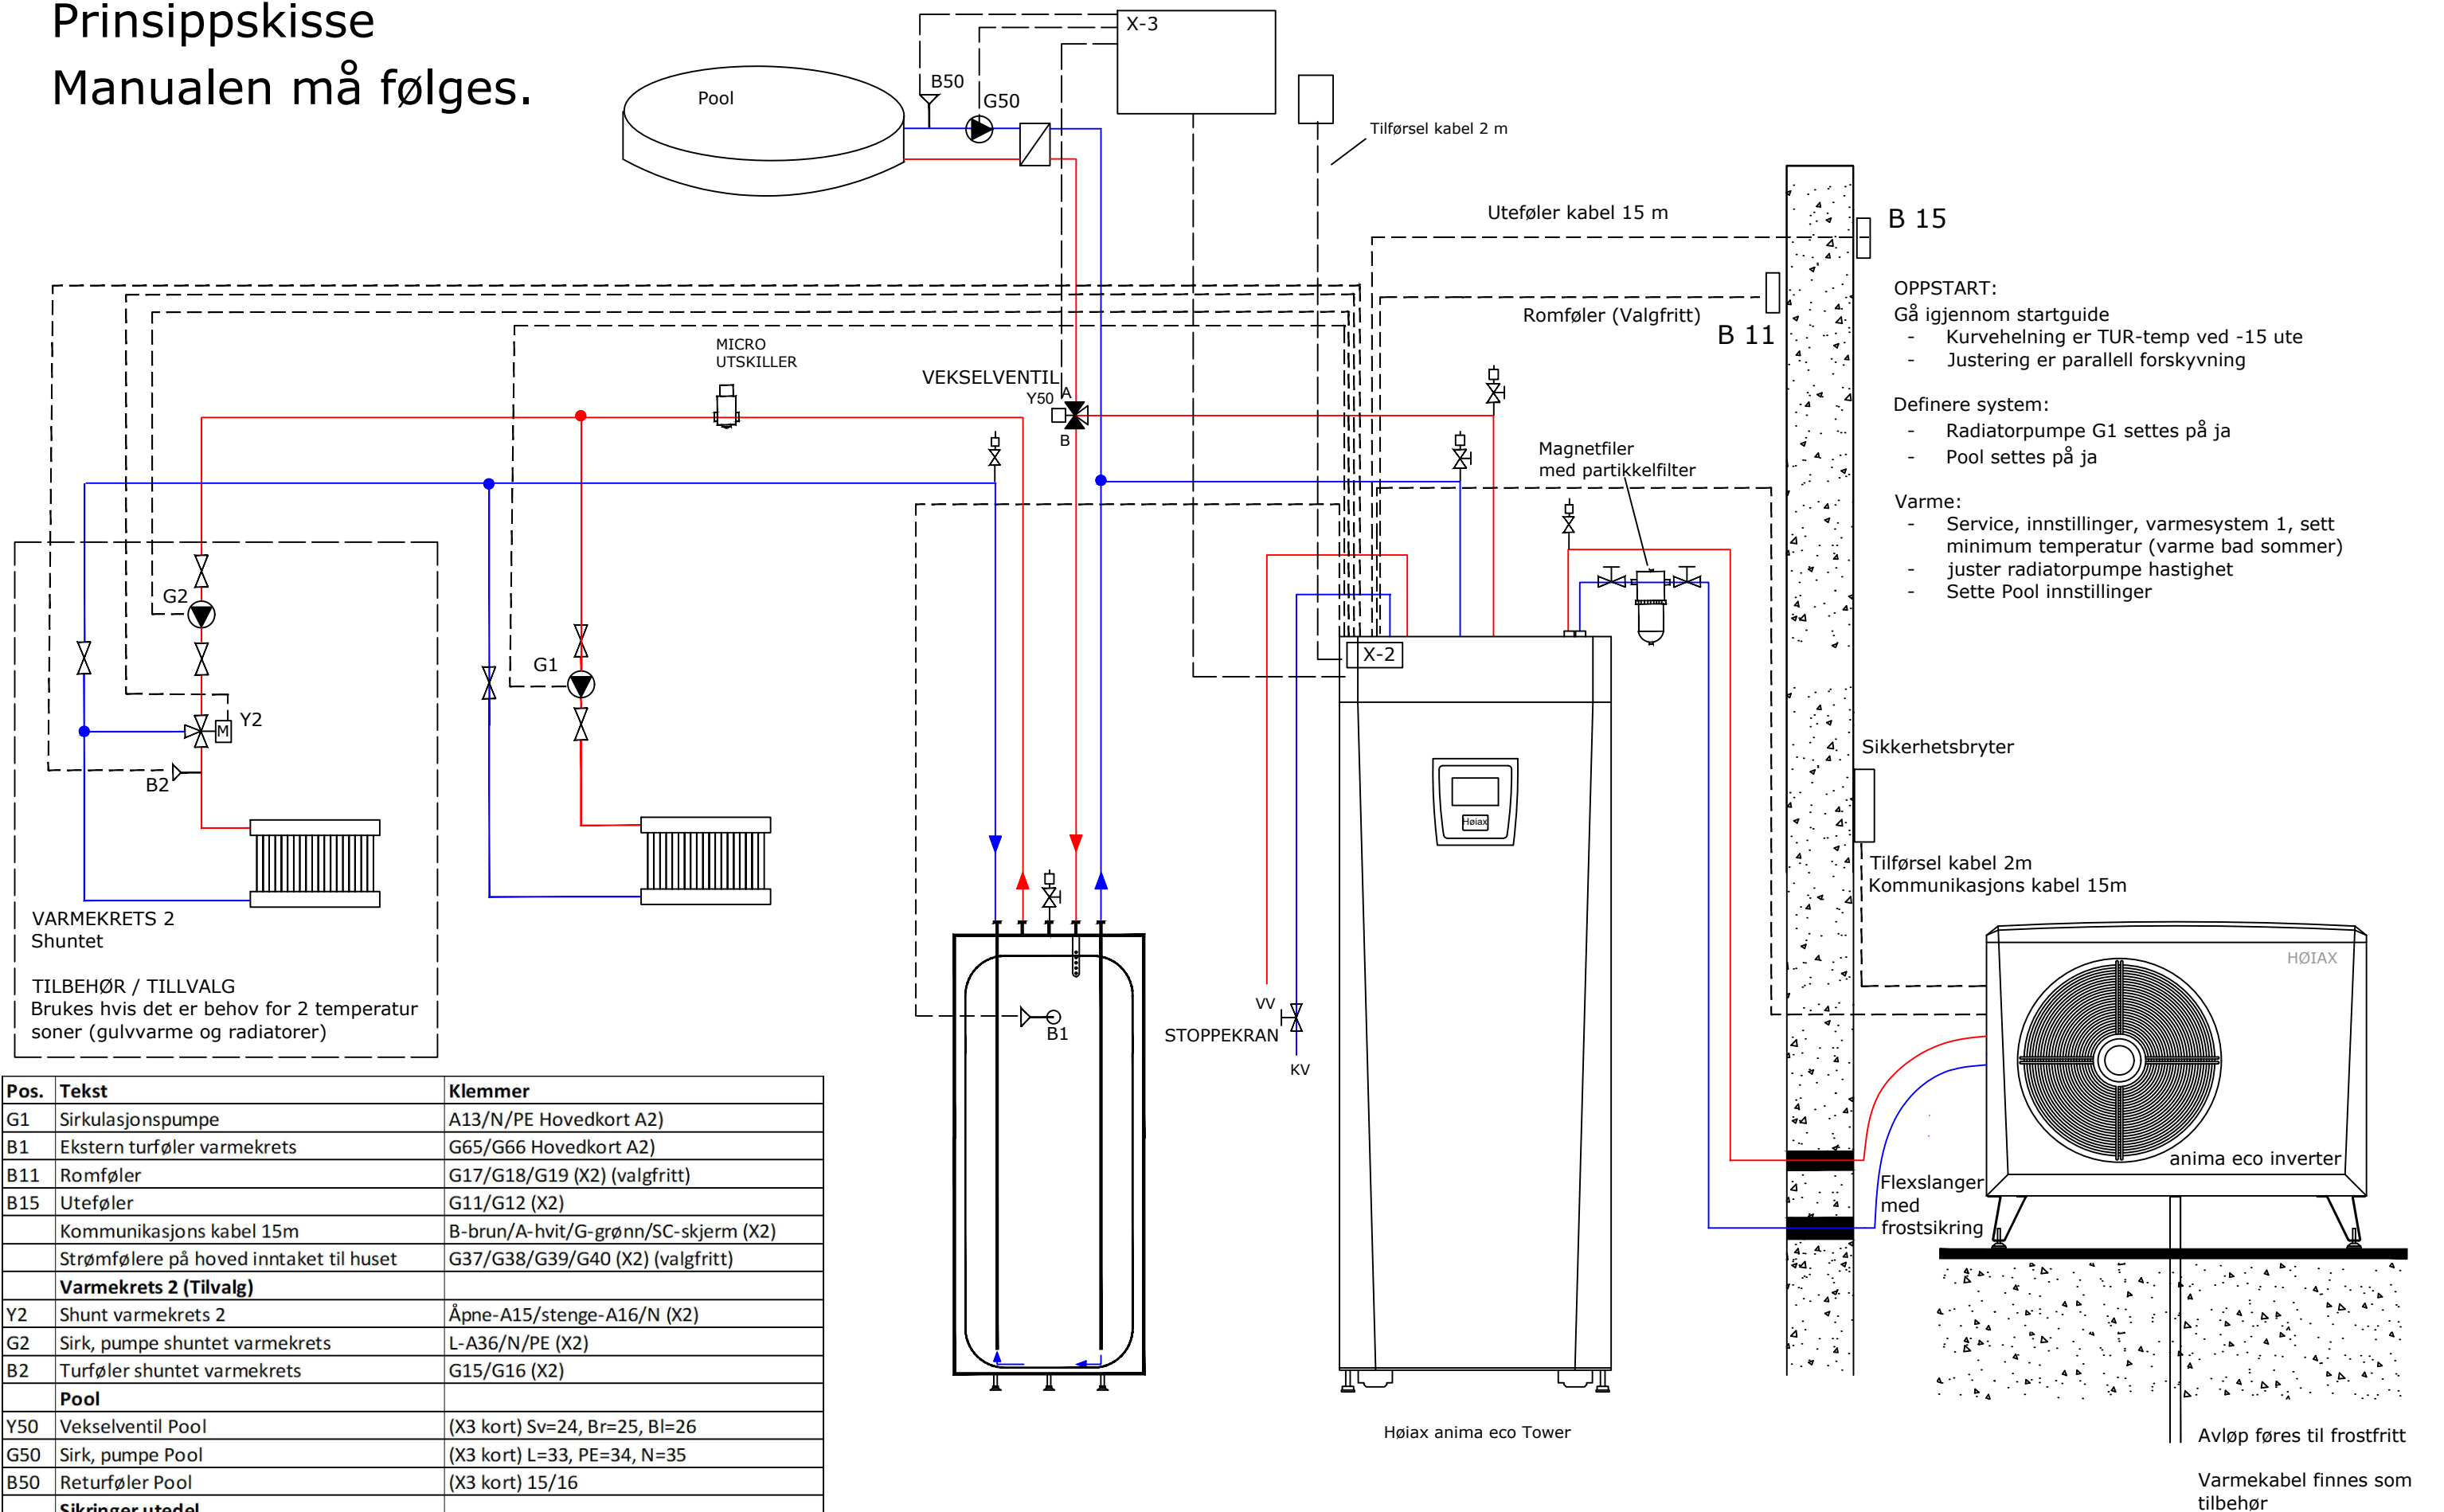 Prinsippskisse
Manualen må følges.
X-3
B50
G50
Pool
Tilførsel kabel 2 m
Uteføler kabel 15 m
B 15
Romføler (Valgfritt)
B 11
OPPSTART:
Gå igjennom startguide
- Kurvehelning er TUR-temp ved -15 ute
- Justering er parallell forskyvning
Definere system:
- Radiatorpumpe G1 settes på ja
- Pool settes på ja
Varme:
- Service, innstillinger, varmesystem 1, sett
minimum temperatur (varme bad sommer)
- juster radiatorpumpe hastighet
- Sette Pool innstillinger
MICRO
UTSKILLER
VEKSELVENTIL
Y50
A
B
Magnetfiler
med partikkelfilter
G2
G1
X-2
Y2
M
B2
Sikkerhetsbryter
Høiax
Tilførsel kabel 2m
Kommunikasjons kabel 15m
VARMEKRETS 2
Shuntet
TILBEHØR / TILLVALG
Brukes hvis det er behov for 2 temperatur
soner (gulvvarme og radiatorer)
B1
VV
STOPPEKRAN
KV
HØIAX
anima eco inverter
Flexslanger
med
frostsikring
Høiax anima eco Tower
Avløp føres til frostfritt
Varmekabel finnes som
tilbehør
Pos. Tekst Klemmer
G1 Sirkulasjonspumpe A13/N/PE Hovedkort A2)
B1 Ekstern turføler varmekrets G65/G66 Hovedkort A2)
B11 Romføler G17/G18/G19 (X2) (valgfritt)
B15 Uteføler G11/G12 (X2)
Kommunikasjons kabel 15m B-brun/A-hvit/G-grønn/SC-skjerm (X2)
Strømfølere på hoved inntaket til huset G37/G38/G39/G40 (X2) (valgfritt)
Varmekrets 2 (Tilvalg)
Y2 Shunt varmekrets 2 Åpne-A15/stenge-A16/N (X2)
G2 Sirk, pumpe shuntet varmekrets L-A36/N/PE (X2)
B2 Turføler shuntet varmekrets G15/G16 (X2)
Pool
Y50 Vekselventil Pool (X3 kort) Sv=24, Br=25, Bl=26
G50 Sirk, pumpe Pool (X3 kort) L=33, PE=34, N=35
B50 Returføler Pool (X3 kort) 15/16
Sikringer utedel